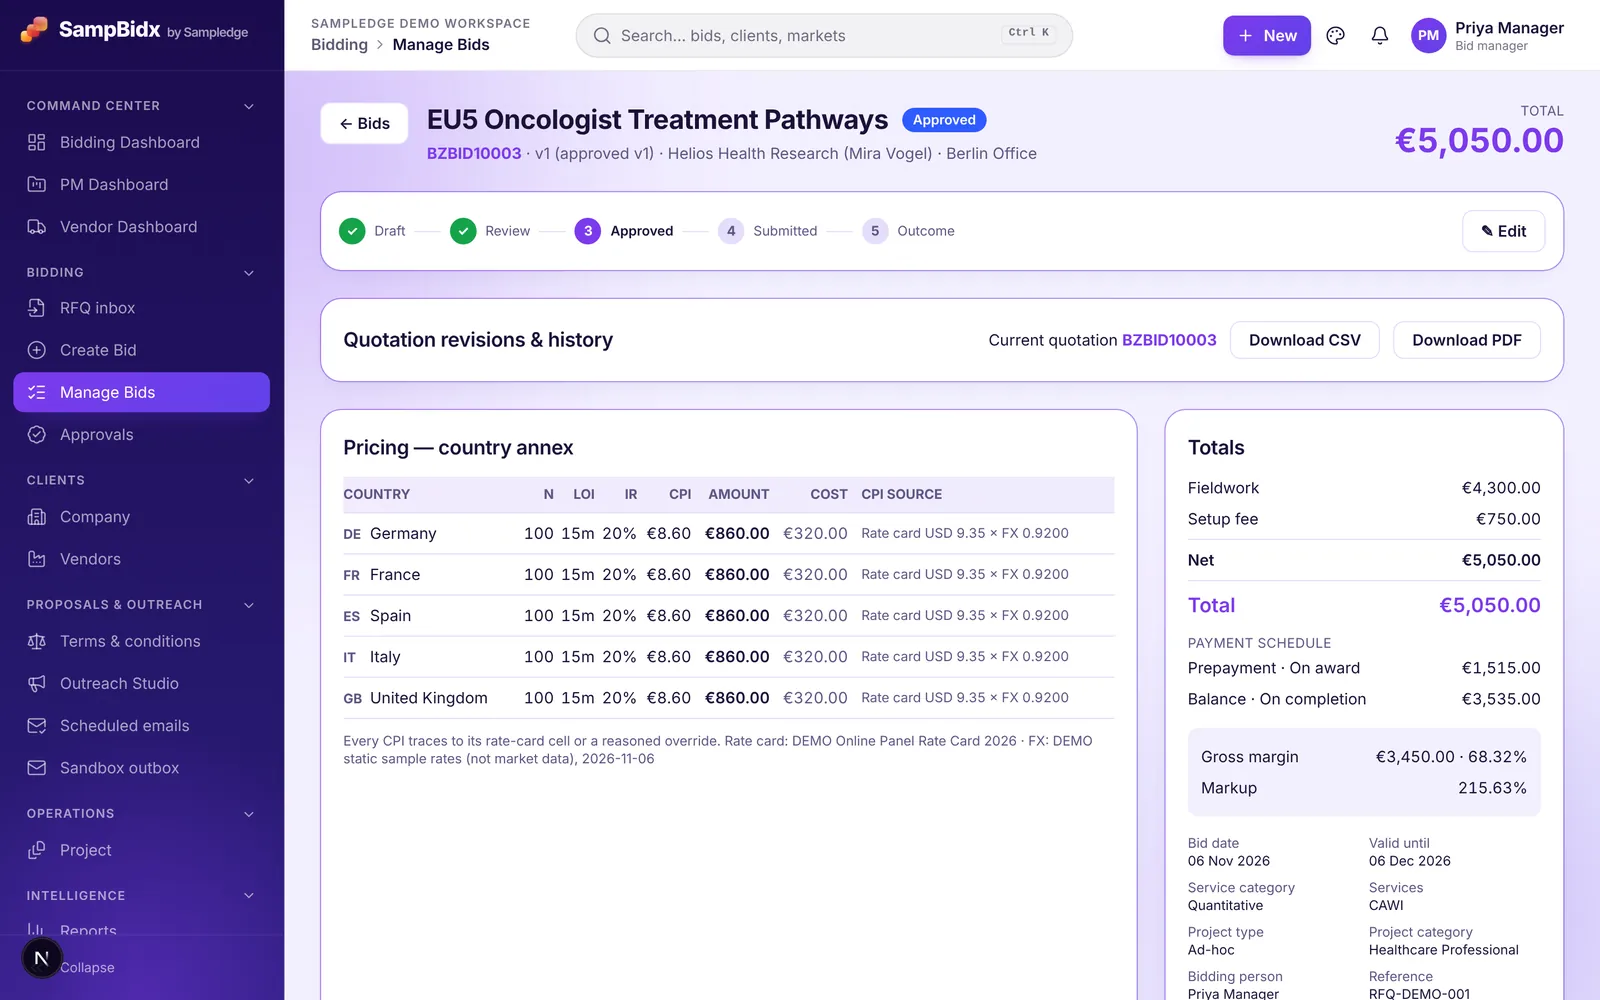 SampBidx by Sampledge
COMMAND CENTER
Bidding Dashboard
PM Dashboard
Vendor Dashboard
BIDDING
RFQ inbox
Create Bid
Manage Bids
Approvals
CLIENTS
Company
Vendors
PROPOSALS & OUTREACH
Terms & conditions
Outreach Studio
Scheduled emails
Sandbox outbox
OPERATIONS
Project
INTELLIGENCE
Reports
N
Collapse
SAMPLEDGE DEMO WORKSPACE
Bidding > Manage Bids
Search... bids, clients, markets
Ctrl K
+ New
PM
Priya Manager
Bid manager
← Bids
EU5 Oncologist Treatment Pathways
Approved
BZBID10003 · v1 (approved v1) · Helios Health Research (Mira Vogel) · Berlin Office
TOTAL
€5,050.00
Draft
Review
3 Approved
4 Submitted
5 Outcome
✎ Edit
Quotation revisions & history
Current quotation BZBID10003
Download CSV
Download PDF
Pricing — country annex
COUNTRY N LOI IR CPI AMOUNT COST CPI SOURCE
DE Germany 100 15m 20% €8.60 €860.00 €320.00 Rate card USD 9.35 × FX 0.9200
FR France 100 15m 20% €8.60 €860.00 €320.00 Rate card USD 9.35 × FX 0.9200
ES Spain 100 15m 20% €8.60 €860.00 €320.00 Rate card USD 9.35 × FX 0.9200
IT Italy 100 15m 20% €8.60 €860.00 €320.00 Rate card USD 9.35 × FX 0.9200
GB United Kingdom 100 15m 20% €8.60 €860.00 €320.00 Rate card USD 9.35 × FX 0.9200
Every CPI traces to its rate-card cell or a reasoned override. Rate card: DEMO Online Panel Rate Card 2026 · FX: DEMO
static sample rates (not market data), 2026-11-06
Totals
Fieldwork €4,300.00
Setup fee €750.00
Net €5,050.00
Total €5,050.00
PAYMENT SCHEDULE
Prepayment · On award €1,515.00
Balance · On completion €3,535.00
Gross margin €3,450.00 · 68.32%
Markup 215.63%
Bid date Valid until
06 Nov 2026 06 Dec 2026
Service category Services
Quantitative CAWI
Project type Project category
Ad-hoc Healthcare Professional
Bidding person Reference
Priya Manager RFQ-DEMO-001